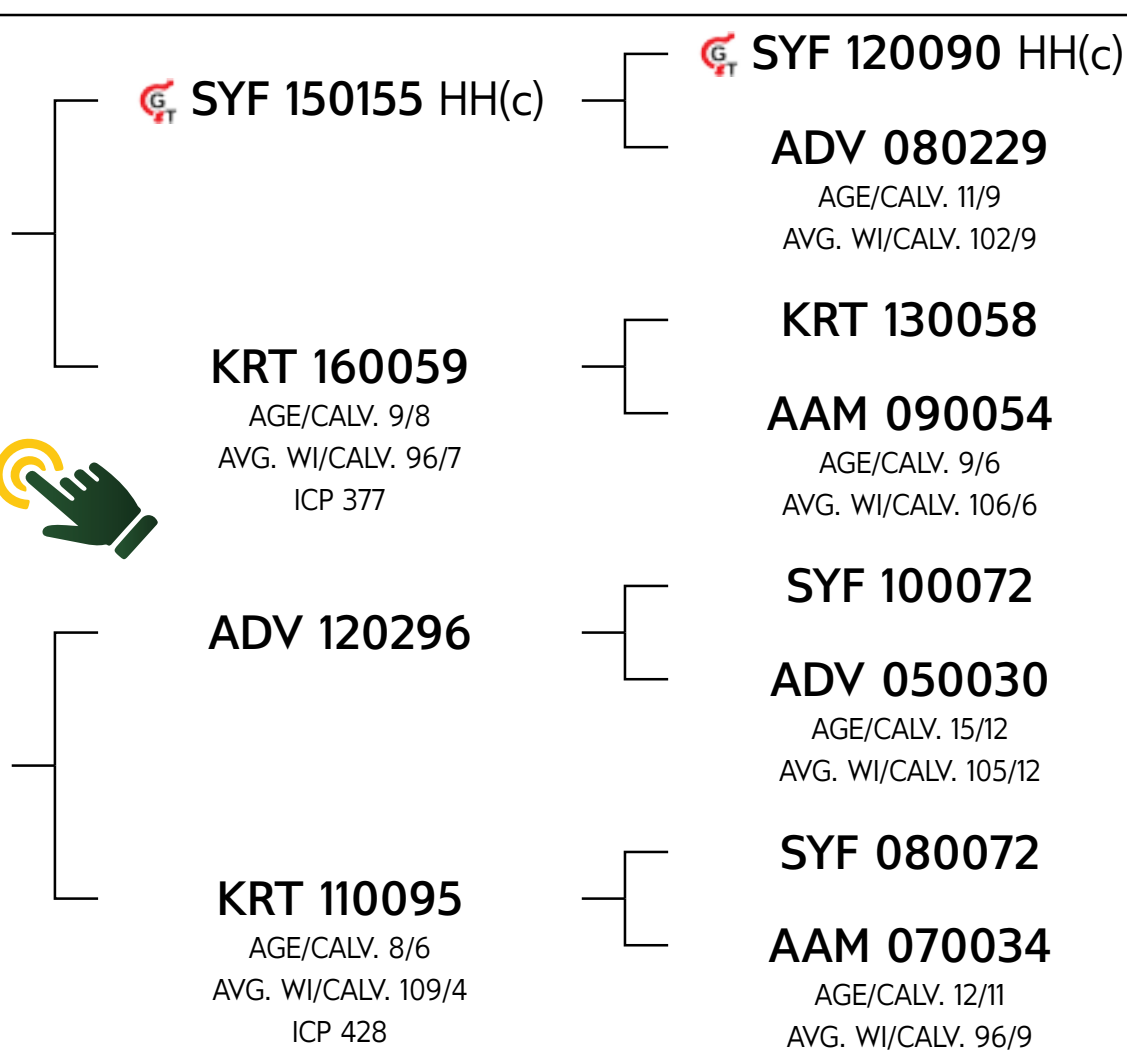 GT SYF 150155 HH(c)
GT SYF 120090 HH(c)
ADV 080229
AGE/CALV. 11/9
AVG. WI/CALV. 102/9
KRT 160059
AGE/CALV. 9/8
AVG. WI/CALV. 96/7
ICP 377
KRT 130058
AAM 090054
AGE/CALV. 9/6
AVG. WI/CALV. 106/6
ADV 120296
SYF 100072
ADV 050030
AGE/CALV. 15/12
AVG. WI/CALV. 105/12
KRT 110095
AGE/CALV. 8/6
AVG. WI/CALV. 109/4
ICP 428
SYF 080072
AAM 070034
AGE/CALV. 12/11
AVG. WI/CALV. 96/9